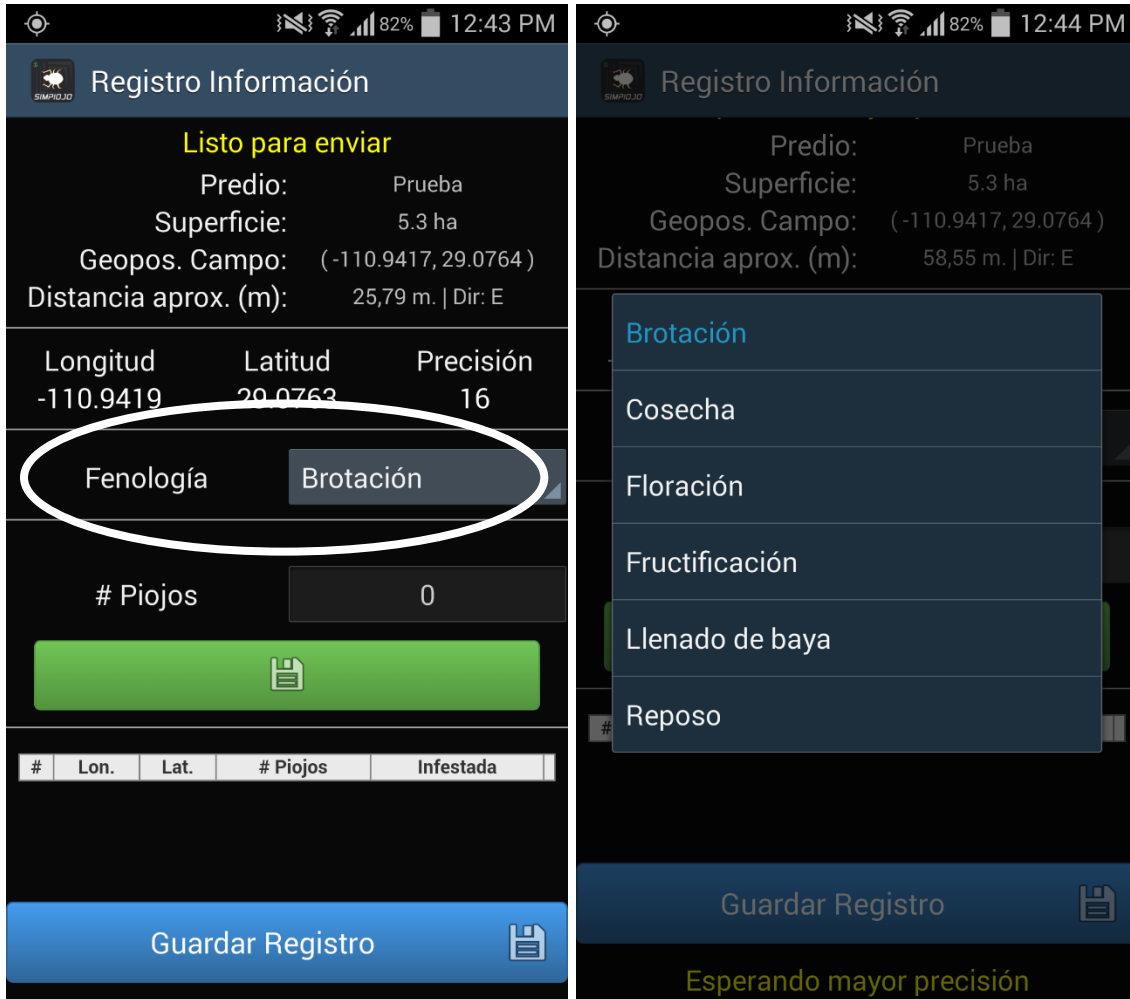 82% 12:43 PM
SIMPIOJO Registro Información
Listo para enviar
Predio: Prueba
Superficie: 5.3 ha
Geopos. Campo: (-110.9417, 29.0764)
Distancia aprox. (m): 25,79 m. | Dir: E
Longitud Latitud Precisión
-110.9419 29.0763 16
Fenología Brotación
# Piojos 0
# Lon. Lat. # Piojos Infestada
Guardar Registro
82% 12:44 PM
SIMPIOJO Registro Información
Predio: Prueba
Superficie: 5.3 ha
Geopos. Campo: (-110.9417, 29.0764)
Distancia aprox. (m): 58,55 m. | Dir: E
Brotación
Cosecha
Floración
Fructificación
Llenado de baya
Reposo
#
Guardar Registro
Esperando mayor precisión